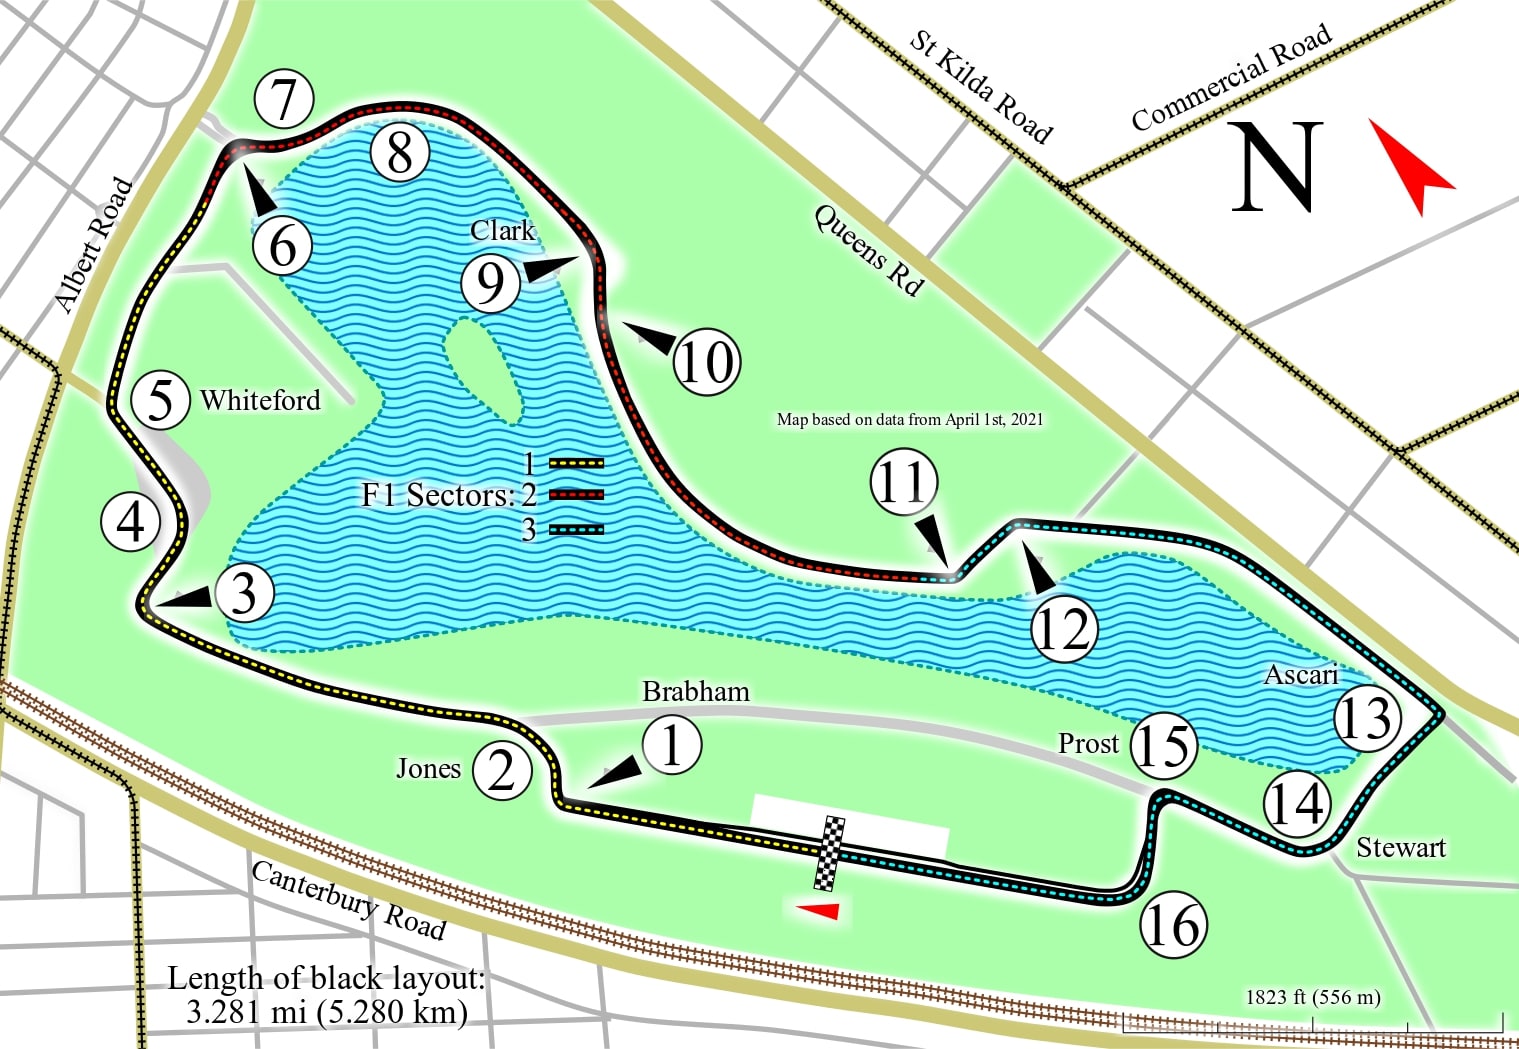 St Kilda Road
Commercial Road
N
7
8
Albert Road
6
Clark
9
Queens Rd
10
5
Whiteford
Map based on data from April 1st, 2021
F1 Sectors:
1
2
3
11
4
3
12
Ascari
13
Brabham
1
Prost
15
Jones
2
14
Stewart
16
Canterbury Road
Length of black layout:
3.281 mi (5.280 km)
1823 ft (556 m)